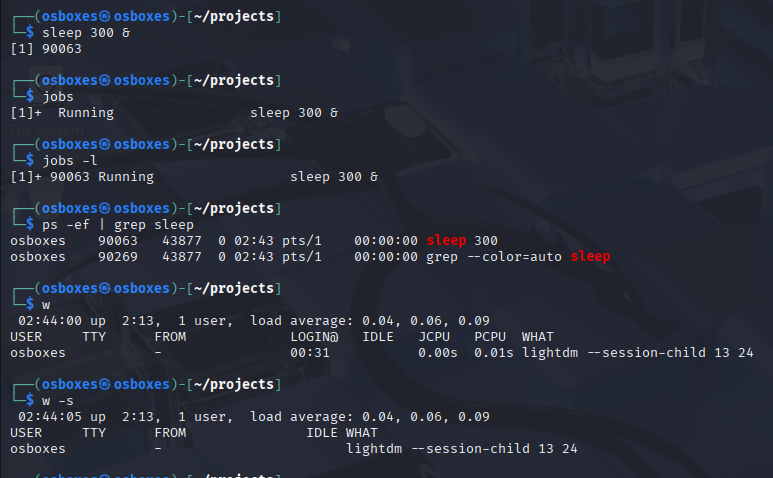 ┌──(osboxes㉿osboxes)-[~/projects]
└─$ sleep 300 &
[1] 90063
┌──(osboxes㉿osboxes)-[~/projects]
└─$ jobs
[1]+  Running                 sleep 300 &
┌──(osboxes㉿osboxes)-[~/projects]
└─$ jobs -l
[1]+ 90063 Running                 sleep 300 &
┌──(osboxes㉿osboxes)-[~/projects]
└─$ ps -ef | grep sleep
osboxes    90063   43877  0 02:43 pts/1    00:00:00 sleep 300
osboxes    90269   43877  0 02:43 pts/1    00:00:00 grep --color=auto sleep
┌──(osboxes㉿osboxes)-[~/projects]
└─$ w
 02:44:00 up  2:13,  1 user,  load average: 0.04, 0.06, 0.09
USER     TTY      FROM             LOGIN@   IDLE   JCPU   PCPU  WHAT
osboxes           -                00:31           0.00s  0.01s lightdm --session-child 13 24
┌──(osboxes㉿osboxes)-[~/projects]
└─$ w -s
 02:44:05 up  2:13,  1 user,  load average: 0.04, 0.06, 0.09
USER     TTY      FROM               IDLE WHAT
osboxes           -                       lightdm --session-child 13 24
┌──(osboxes㉿osboxes)-[~/projects]